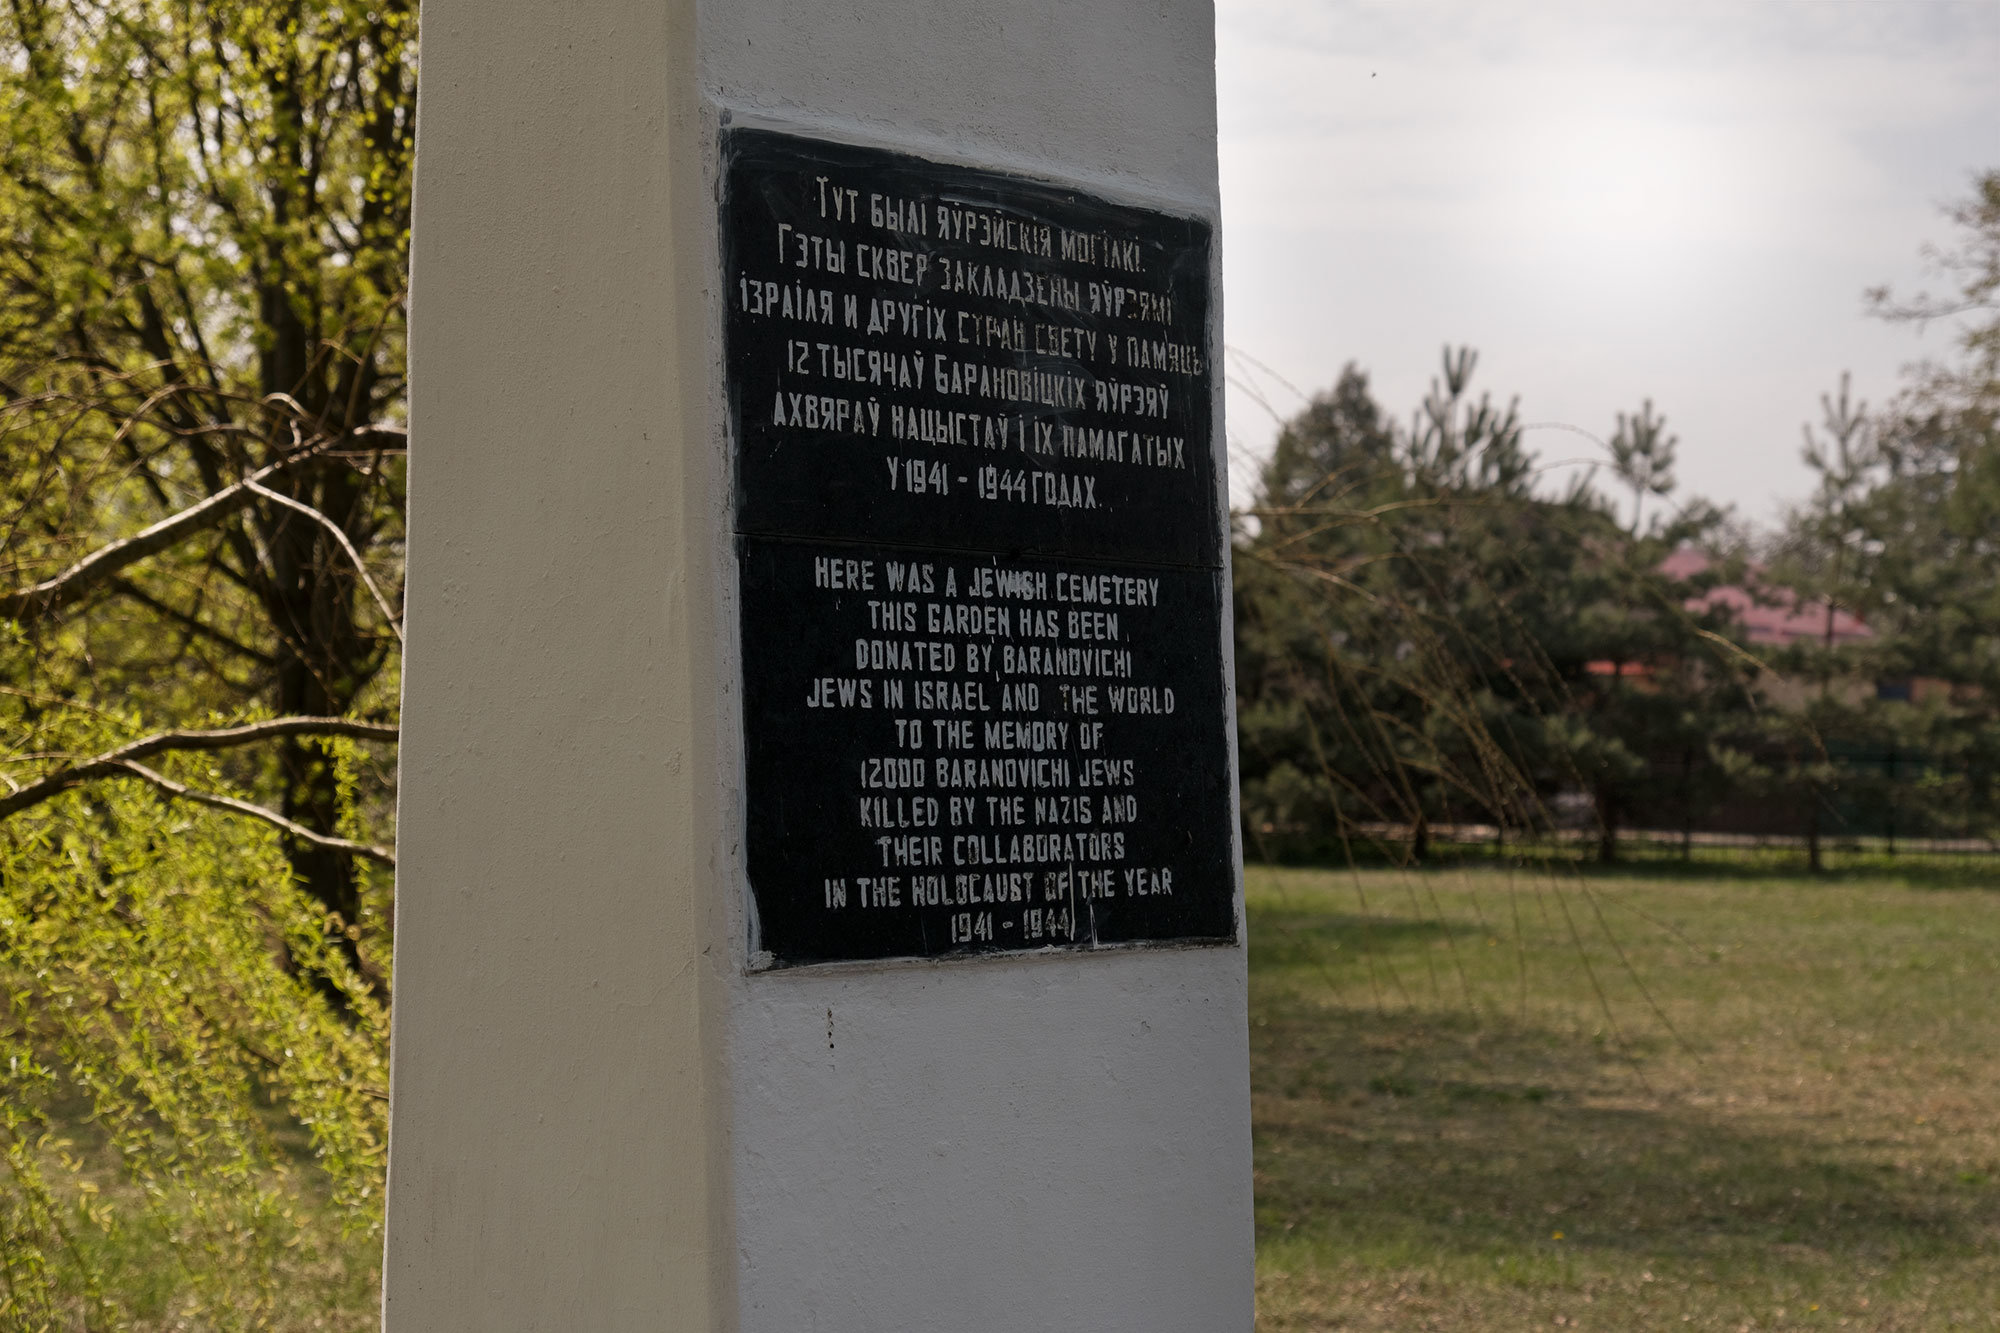 Тут былі яўрэйскія могілкі.
Гэты сквер закладзены яўрэямі
Ізраіля и другіх стран свету у памяць
12 тысячаў Барановіцкіх яўрэяў
ахвяраў нацыстаў і іх памагатых
у 1941 - 1944 годах.
HERE WAS A JEWISH CEMETERY
THIS GARDEN HAS BEEN
DONATED BY BARANOVICHI
JEWS IN ISRAEL AND THE WORLD
TO THE MEMORY OF
12000 BARANOVICHI JEWS
KILLED BY THE NAZIS AND
THEIR COLLABORATORS
IN THE HOLOCAUST OF THE YEAR
1941 - 1944